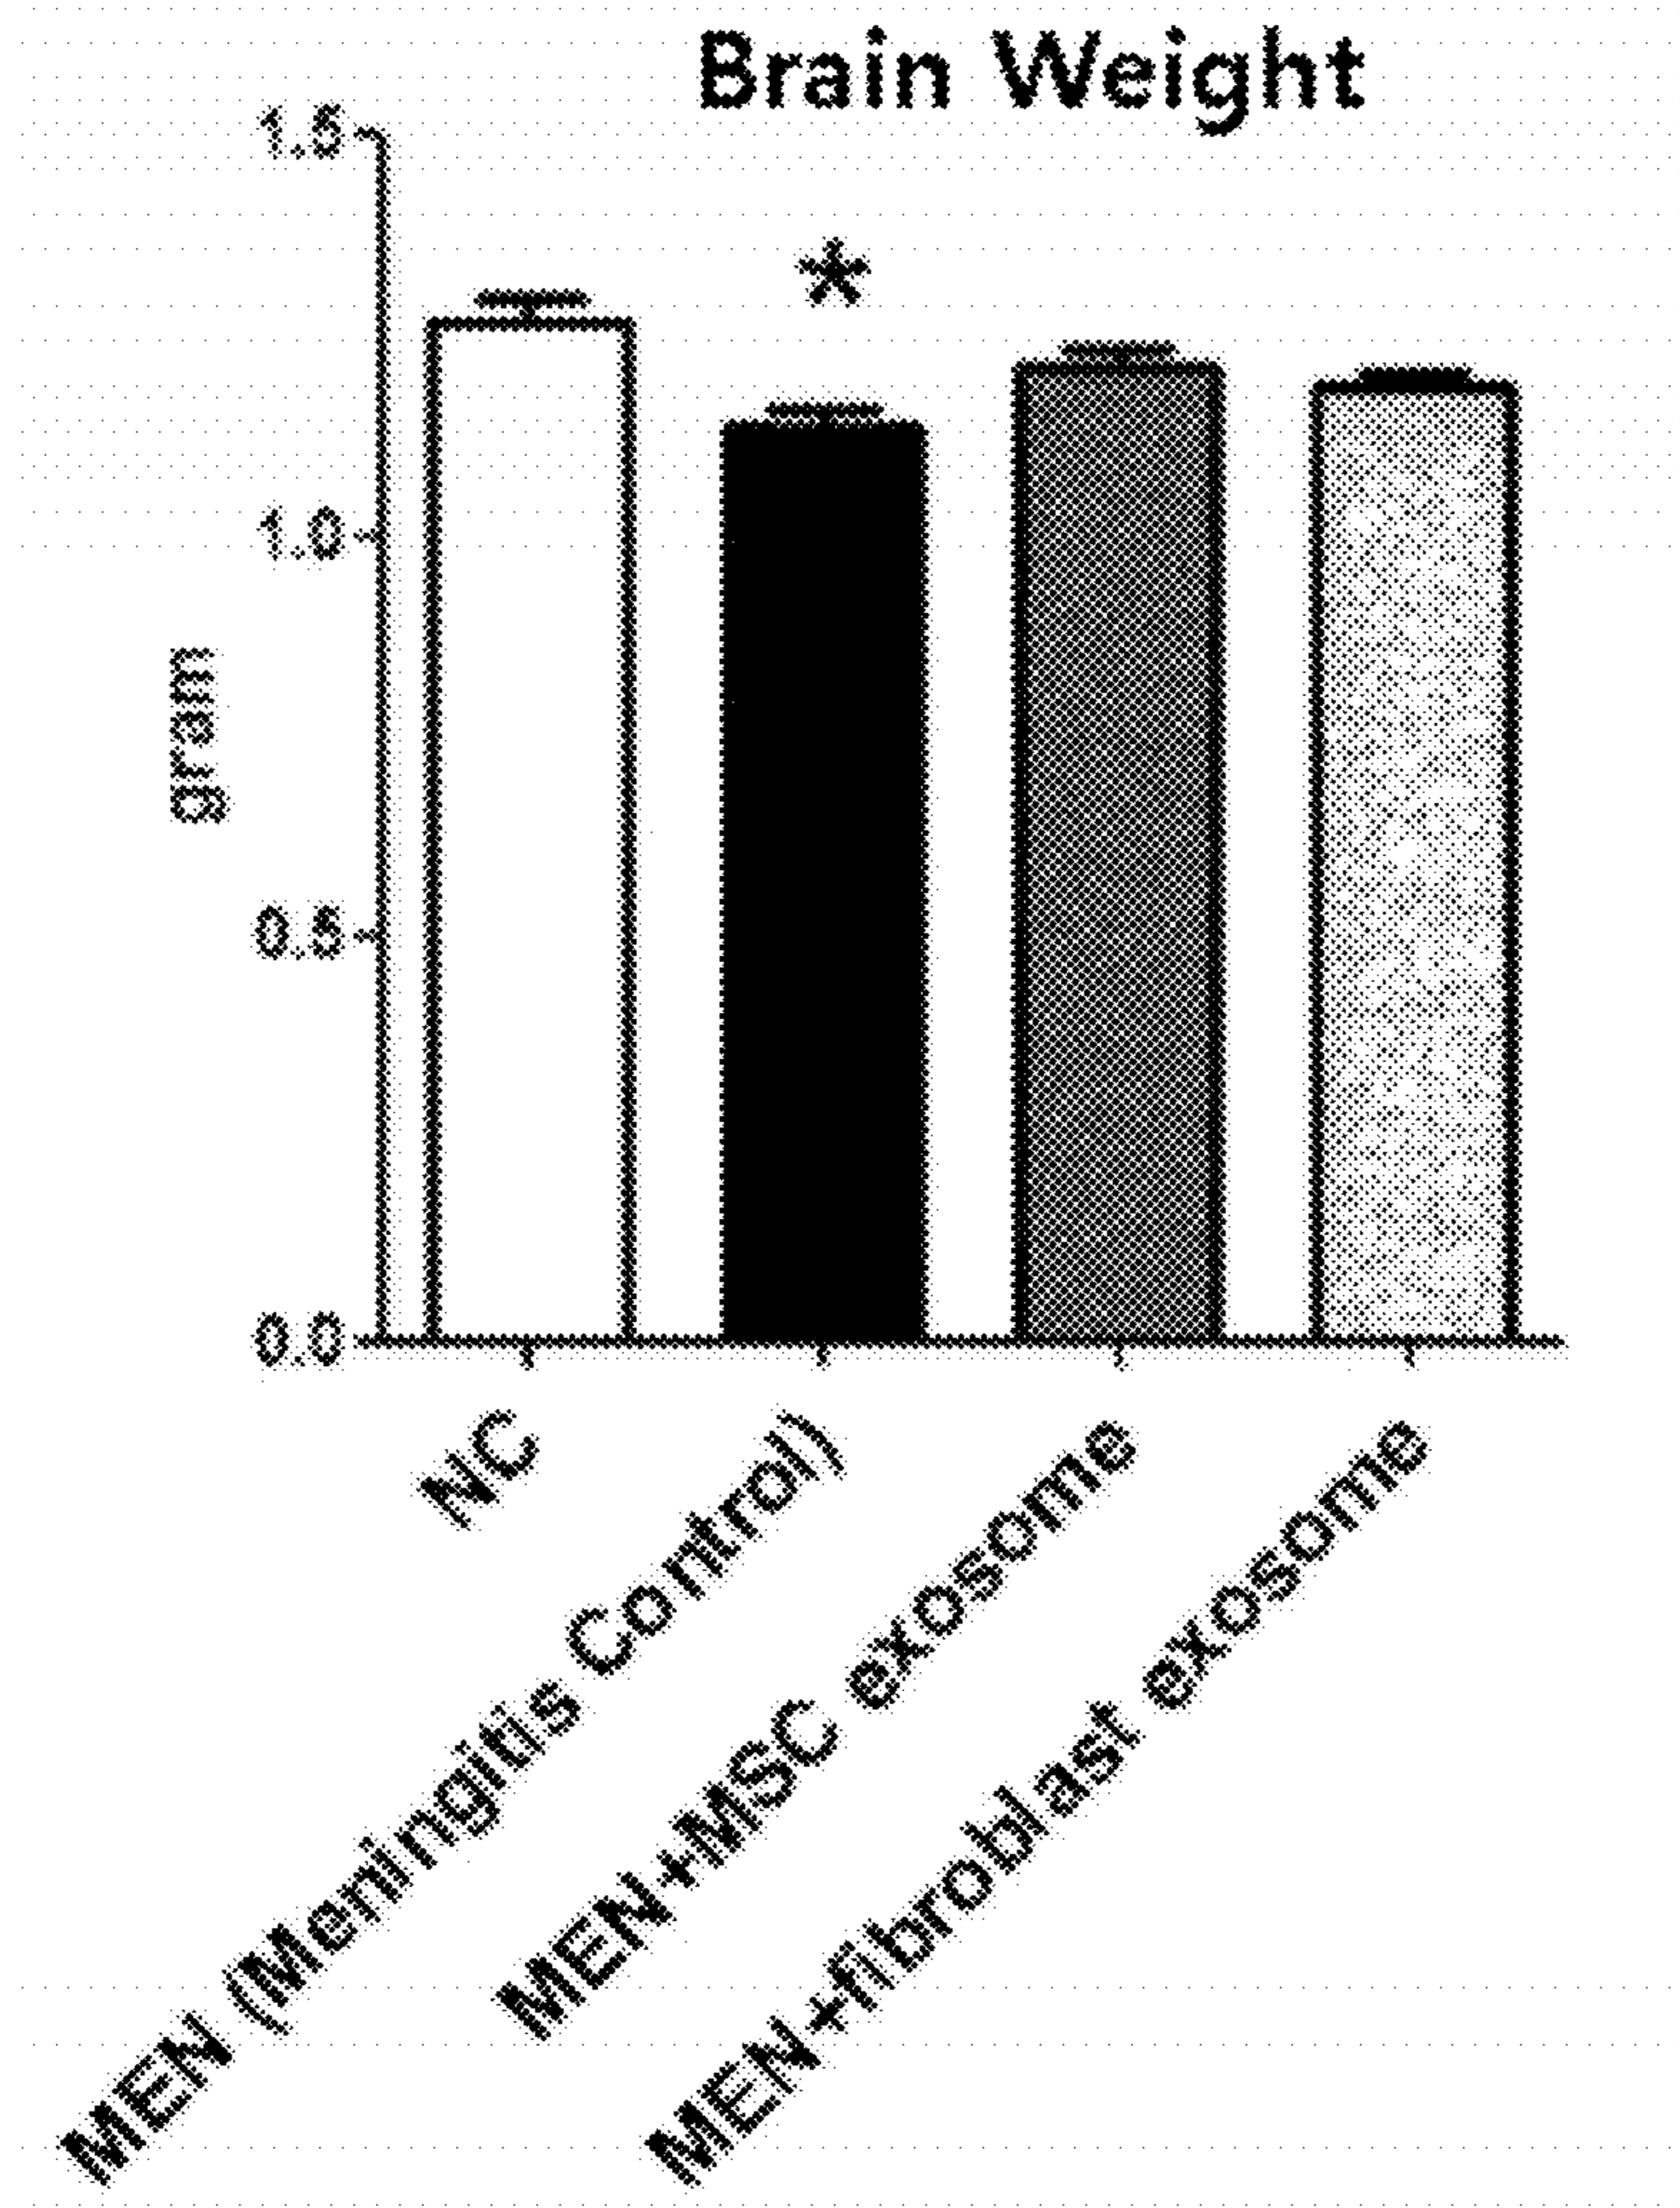 Brain Weight
1.5
*
1.0
gram
0.5
0.0
NC
MEN (Meningitis Control)
MEN+MSC exosome
MEN+fibroblast exosome